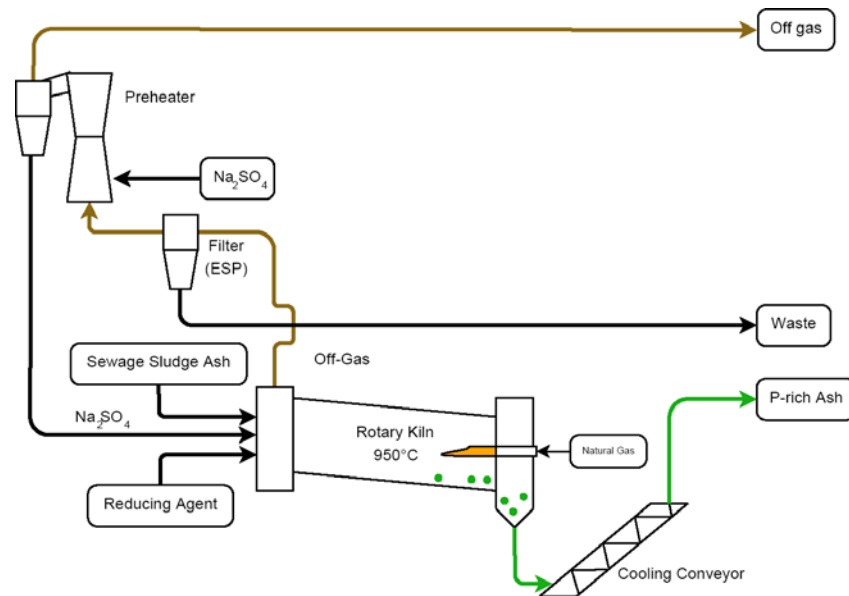 Off gas
Preheater
Na₂SO₄
Filter
(ESP)
Waste
Off-Gas
Sewage Sludge Ash
P-rich Ash
Na₂SO₄
Rotary Kiln
950°C
Natural Gas
Reducing Agent
Cooling Conveyor